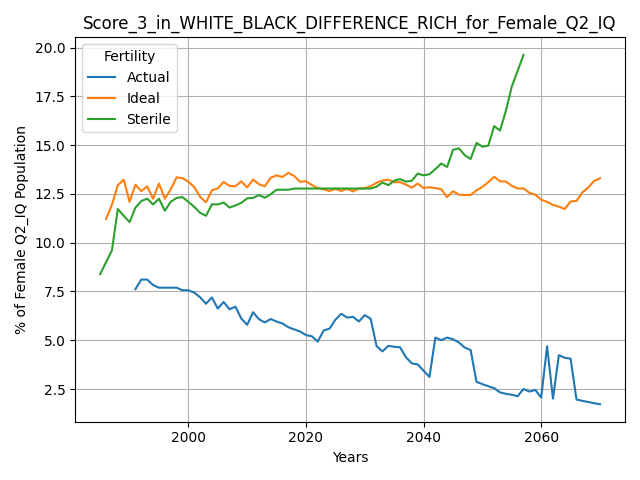 Score_3_in_WHITE_BLACK_DIFFERENCE_RICH_for_Female_Q2_IQ
Fertility
Actual
Ideal
Sterile
% of Female Q2_IQ Population
20.0
17.5
15.0
12.5
10.0
7.5
5.0
2.5
2000
2020
2040
2060
Years